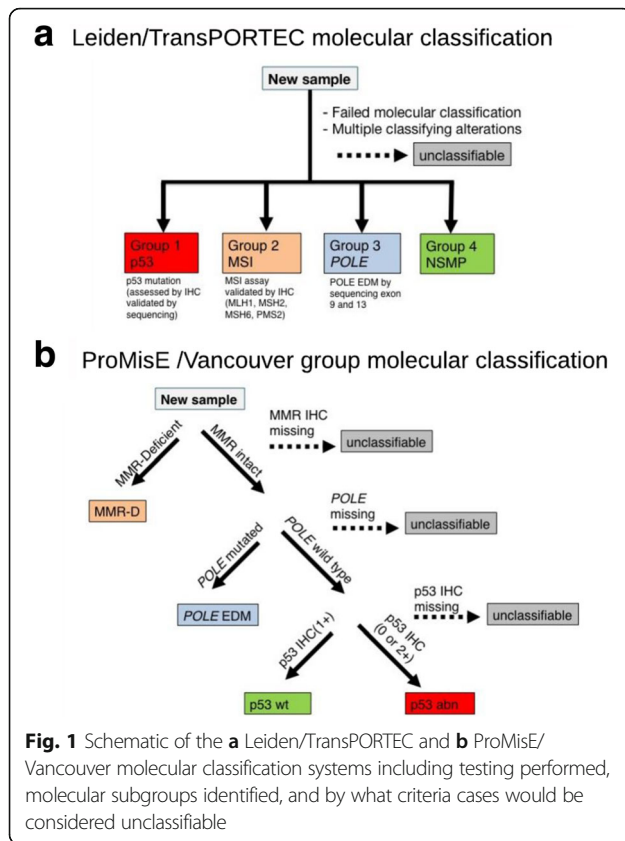 a Leiden/TransPORTEC molecular classification
New sample
- Failed molecular classification
- Multiple classifying alterations
unclassifiable
Group 1
p53
Group 2
MSI
Group 3
POLE
Group 4
NSMP
p53 mutation
(assessed by IHC
validated by
sequencing)
MSI assay
validated by IHC
(MLH1, MSH2,
MSH6, PMS2)
POLE EDM by
sequencing exon
9 and 13
b ProMisE /Vancouver group molecular classification
New sample
MMR-Deficient
MMR intact
MMR IHC
missing
unclassifiable
MMR-D
POLE
missing
unclassifiable
POLE mutated
POLE wild type
POLE EDM
p53 IHC
missing
unclassifiable
p53 IHC(1+)
p53 IHC
(0 or 2+)
p53 wt
p53 abn
Fig. 1 Schematic of the a Leiden/TransPORTEC and b ProMisE/
Vancouver molecular classification systems including testing performed,
molecular subgroups identified, and by what criteria cases would be
considered unclassifiable